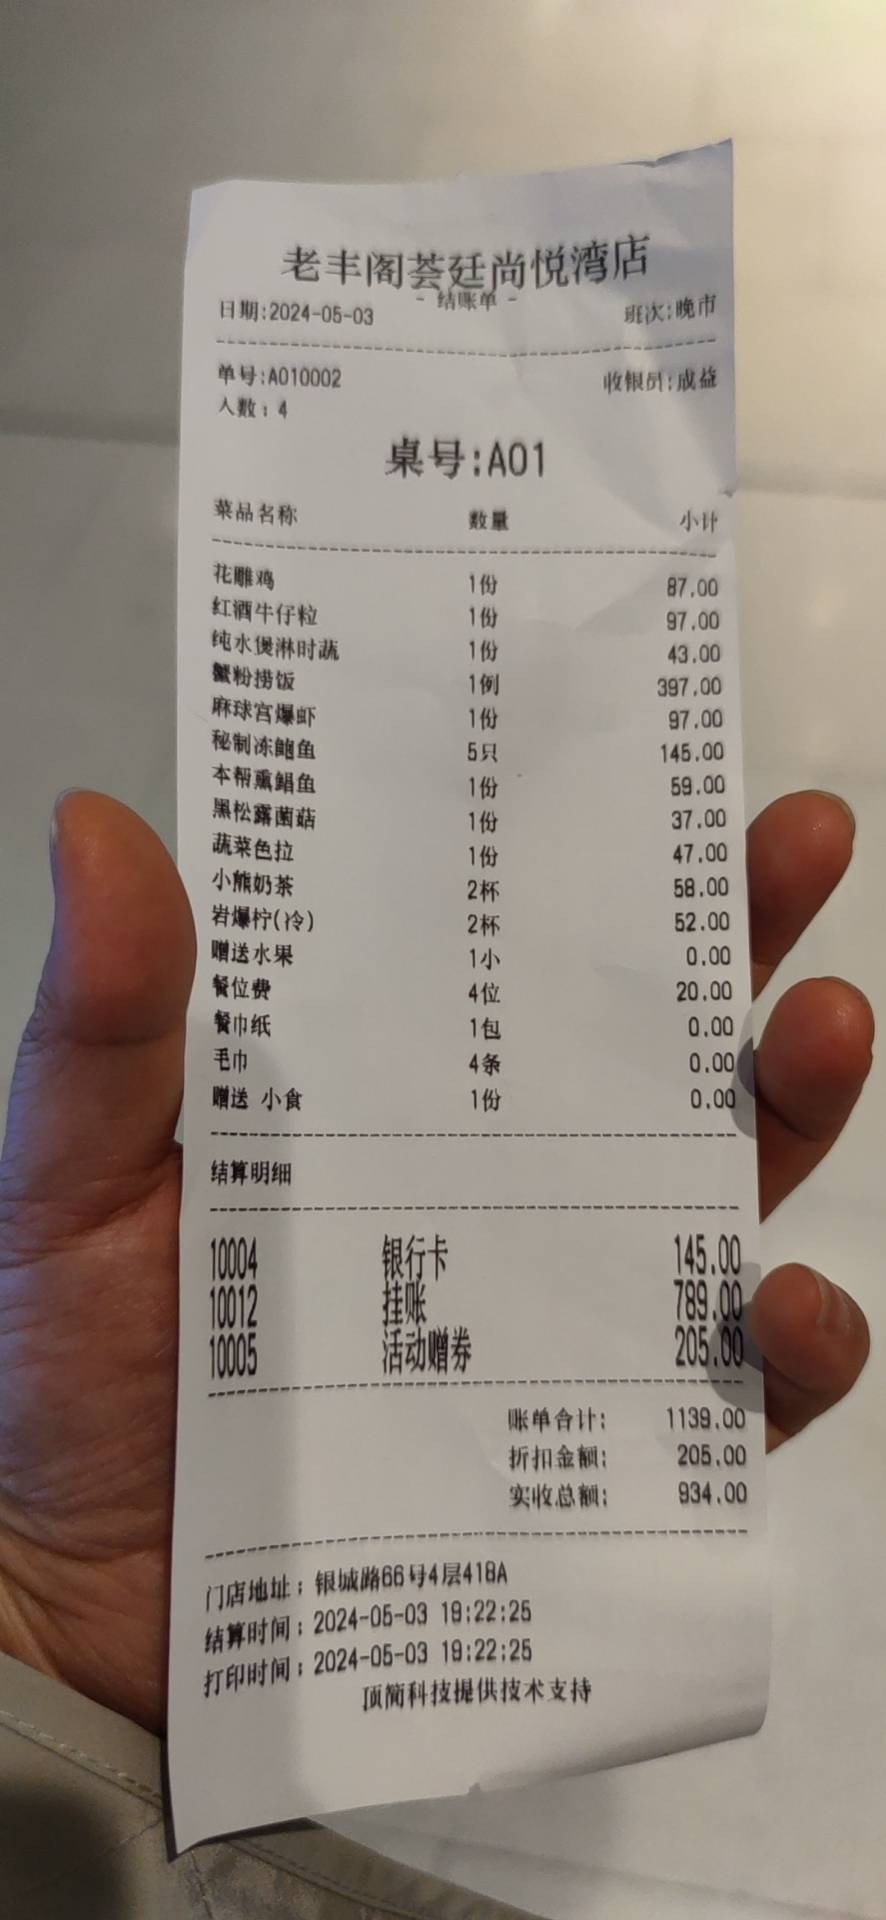 老丰阁荟廷尚悦湾店
- 结账单 -
日期:2024-05-03 班次:晚市
单号:A010002 收银员:成益
人数: 4
桌号:A01
菜品名称 数量 小计
花雕鸡 1份 87.00
红酒牛仔粒 1份 97.00
纯水煲淋时蔬 1份 43.00
蟹粉捞饭 1例 397.00
麻球宫爆虾 1份 97.00
秘制冻鲍鱼 5只 145.00
本帮熏鲳鱼 1份 59.00
黑松露菌菇 1份 37.00
蔬菜色拉 1份 47.00
小熊奶茶 2杯 58.00
岩爆柠(冷) 2杯 52.00
赠送水果 1小 0.00
餐位费 4位 20.00
餐巾纸 1包 0.00
毛巾 4条 0.00
赠送 小食 1份 0.00
结算明细
10004 银行卡 145.00
10012 挂账 789.00
10005 活动赠券 205.00
账单合计: 1139.00
折扣金额: 205.00
实收总额: 934.00
门店地址: 银城路66号4层418A
结算时间: 2024-05-03 19:22:25
打印时间: 2024-05-03 19:22:25
顶简科技提供技术支持